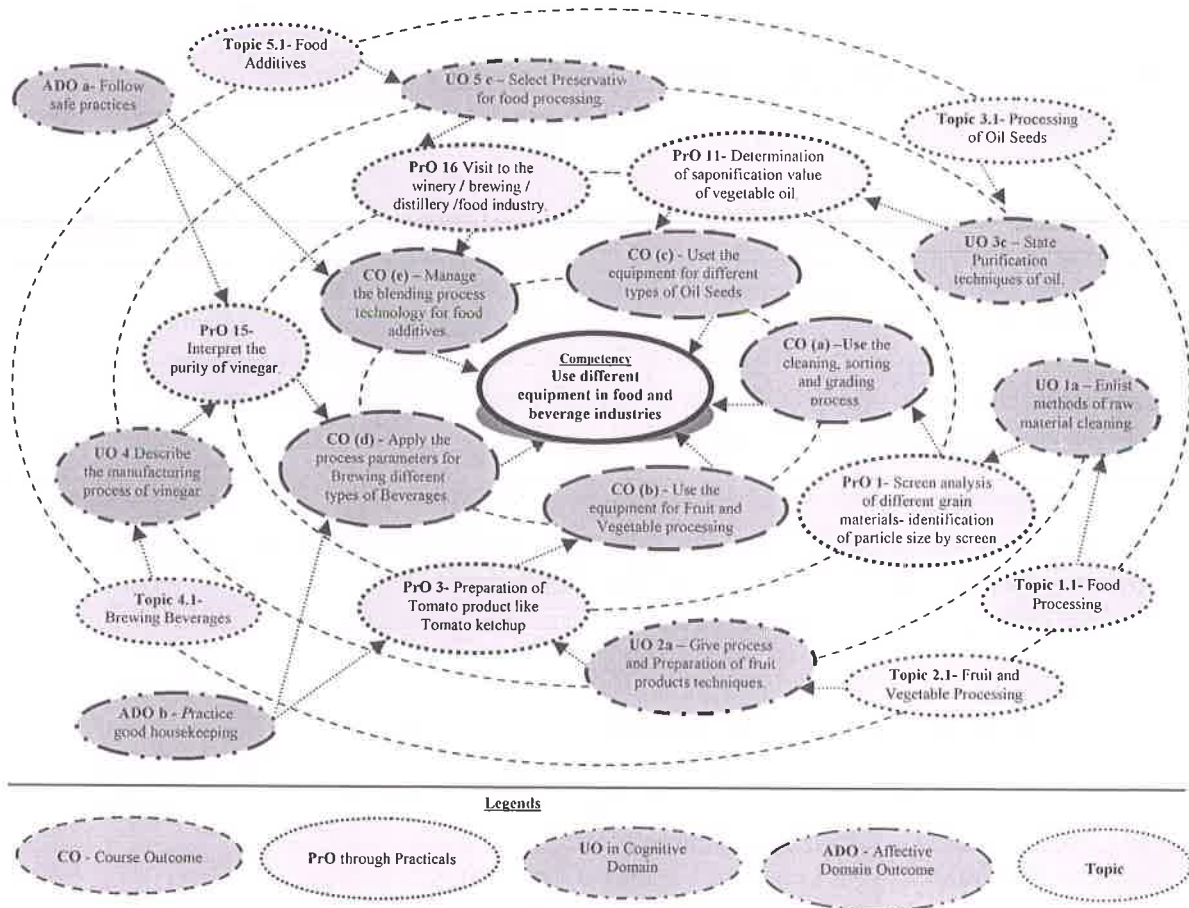 Topic 5.1- Food
Additives
ADO a- Follow
safe practices
UO 5 e – Select Preservativ
for food processing.
Topic 3.1- Processing
of Oil Seeds
PrO 16 Visit to the
winery / brewing /
distillery /food industry.
PrO 11- Determination
of saponification value
of vegetable oil
UO 3c – State
Purification
techniques of oil.
CO (e) – Manage
the blending process
technology for food
additives.
CO (c) - Uset the
equipment for different
types of Oil Seeds
PrO 15-
Interpret the
purity of vinegar
Competency
Use different
equipment in food and
beverage industries
CO (a) –Use the
cleaning, sorting
and grading
process
UO 1a – Enlist
methods of raw
material cleaning.
UO 4 Describe
the manufacturing
process of vinegar
CO (d) - Apply the
process parameters for
Brewing different
types of Beverages.
CO (b) - Use the
equipment for Fruit and
Vegetable processing
PrO 1- Screen analysis
of different grain
materials- identification
of particle size by screen
Topic 4.1-
Brewing Beverages
PrO 3- Preparation of
Tomato product like
Tomato ketchup
Topic 1.1- Food
Processing
UO 2a – Give process
and Preparation of fruit
products techniques.
Topic 2.1- Fruit and
Vegetable Processing
ADO b - Practice
good housekeeping
Legends
CO - Course Outcome
PrO through Practicals
UO in Cognitive
Domain
ADO - Affective
Domain Outcome
Topic